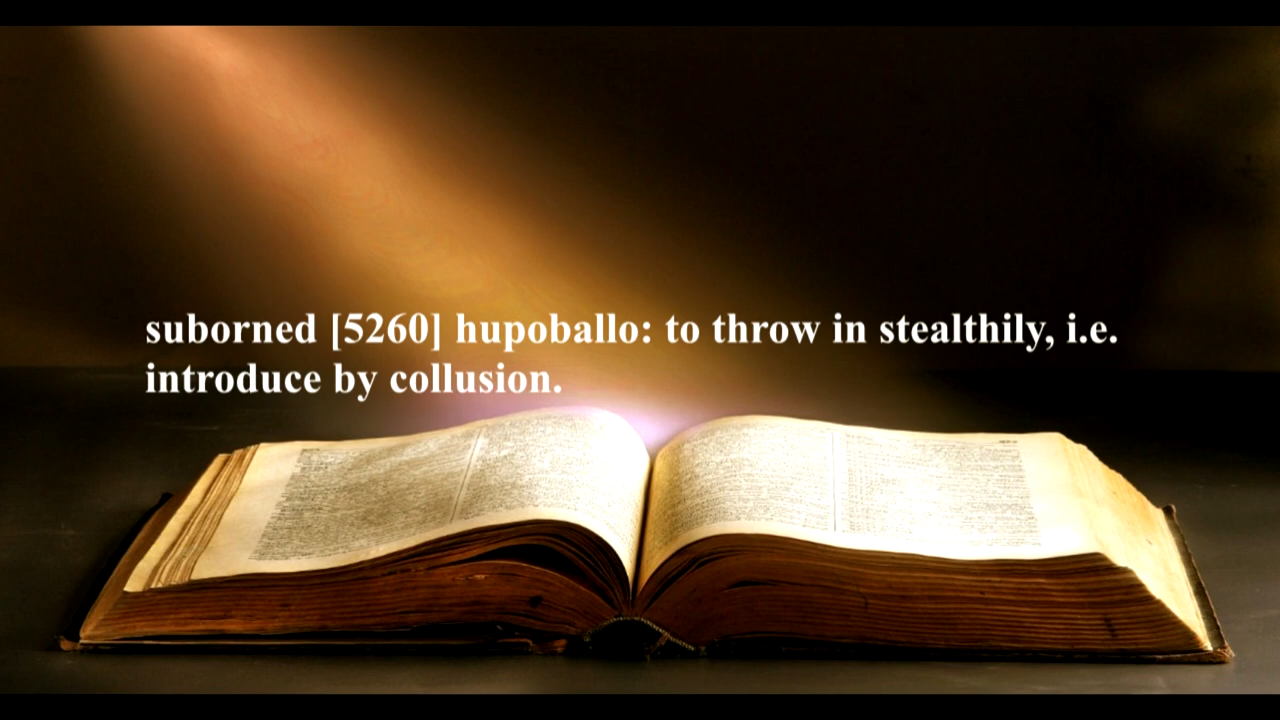 suborned [5260] hupoballo: to throw in stealthily, i.e.
introduce by collusion.